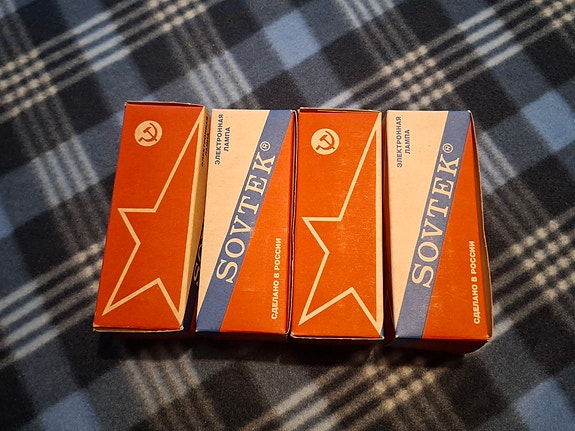 ЭЛЕКТРОННАЯ
ЛАМПА
SOVTEK®
СДЕЛАНО В РОССИИ
ЭЛЕКТРОННАЯ
ЛАМПА
SOVTEK®
СДЕЛАНО В РОССИИ